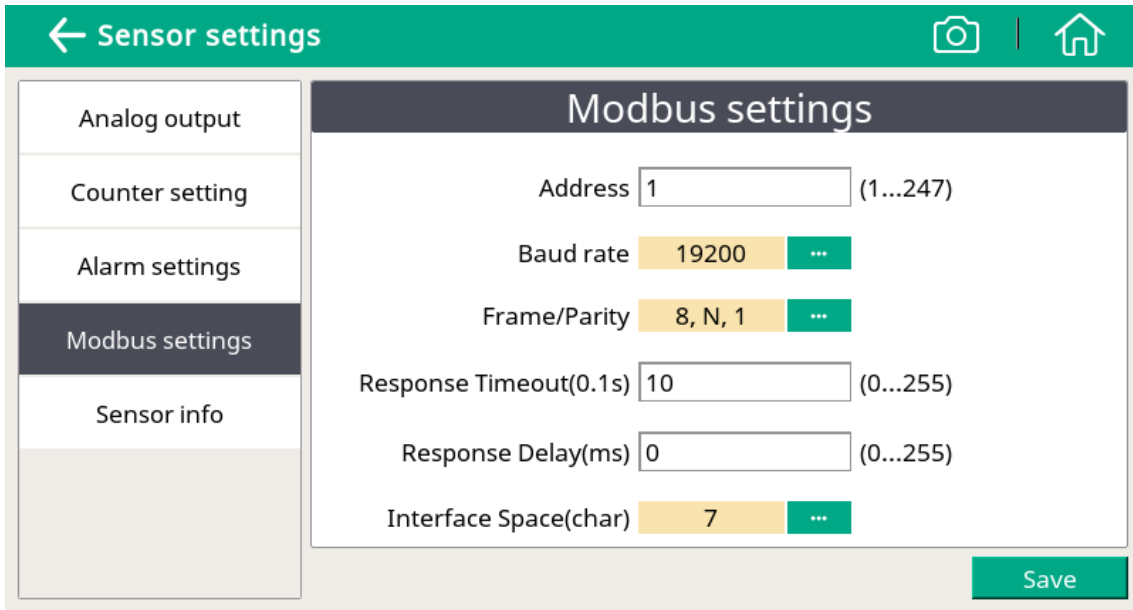 Sensor settings
Analog output
Counter setting
Alarm settings
Modbus settings
Sensor info
Modbus settings
Address 1 (1...247)
Baud rate 19200 ...
Frame/Parity 8, N, 1 ...
Response Timeout(0.1s) 10 (0...255)
Response Delay(ms) 0 (0...255)
Interface Space(char) 7 ...
Save